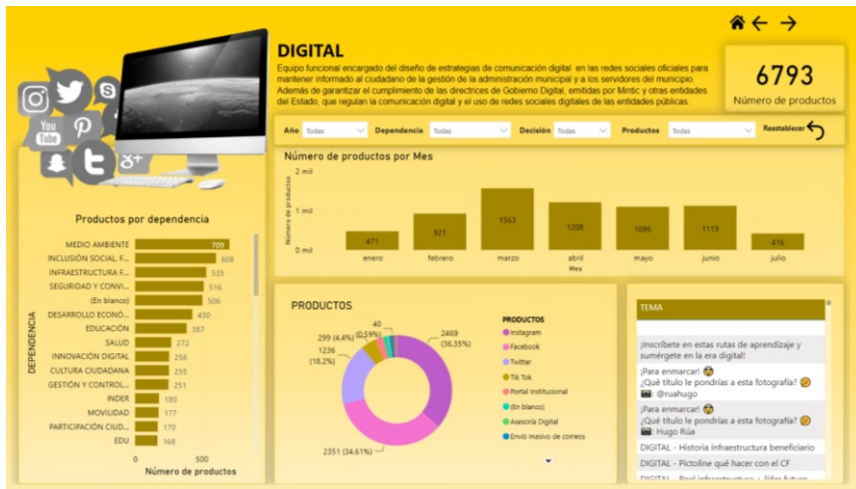 DIGITAL
Equipo funcional encargado del diseño de estrategias de comunicación digital en las redes sociales oficiales para
mantener informado al ciudadano de la gestión de la administración municipal y a los servidores del municipio.
Además de garantizar el cumplimiento de las directrices de Gobierno Digital, emitidas por Mintic y otras entidades
del Estado, que regulan la comunicación digital y el uso de redes sociales digitales de las entidades públicas.
6793
Número de productos
You
Tube
g+
Año Todas Dependencia Todas Decisión Todas Productos Todas Reestablecer
Número de productos por Mes
Número de productos
2 mil
1 mil
0 mil
471 921 1563 1208 1095 1119 416
enero febrero marzo abril mayo junio julio
Mes
Productos por dependencia
DEPENDENCIA
MEDIO AMBIENTE 709
INCLUSIÓN SOCIAL, F... 608
INFRAESTRUCTURA F... 535
SEGURIDAD Y CONVI... 516
(En blanco) 506
DESARROLLO ECONÓ... 430
EDUCACIÓN 387
SALUD 272
INNOVACIÓN DIGITAL 256
CULTURA CIUDADANA 255
GESTIÓN Y CONTROL... 251
INDER 180
MOVILIDAD 177
PARTICIPACIÓN CIUD... 170
EDU 168
0 500
Número de productos
PRODUCTOS
40
(0.59%)
299 (4.4%)
1236
(18.2%)
2469
(36,35%)
2351 (34.61%)
PRODUCTOS
Instagram
Facebook
Twitter
Tik Tok
Portal Institucional
(En blanco)
Asesoría Digital
Envío masivo de correos
TEMA
¡Inscríbete en estas rutas de aprendizaje y
sumérgete en la era digital!
¡Para enmarcar! 🤯
¿Qué título le pondrías a esta fotografía? 🤔
📷: @ruahugo
¡Para enmarcar! 🤯
¿Qué título le pondrías a esta fotografía? 🤔
📷: Hugo Rúa
DIGITAL - Historia infraestructura beneficiario
DIGITAL - Pictoline qué hacer con el CF